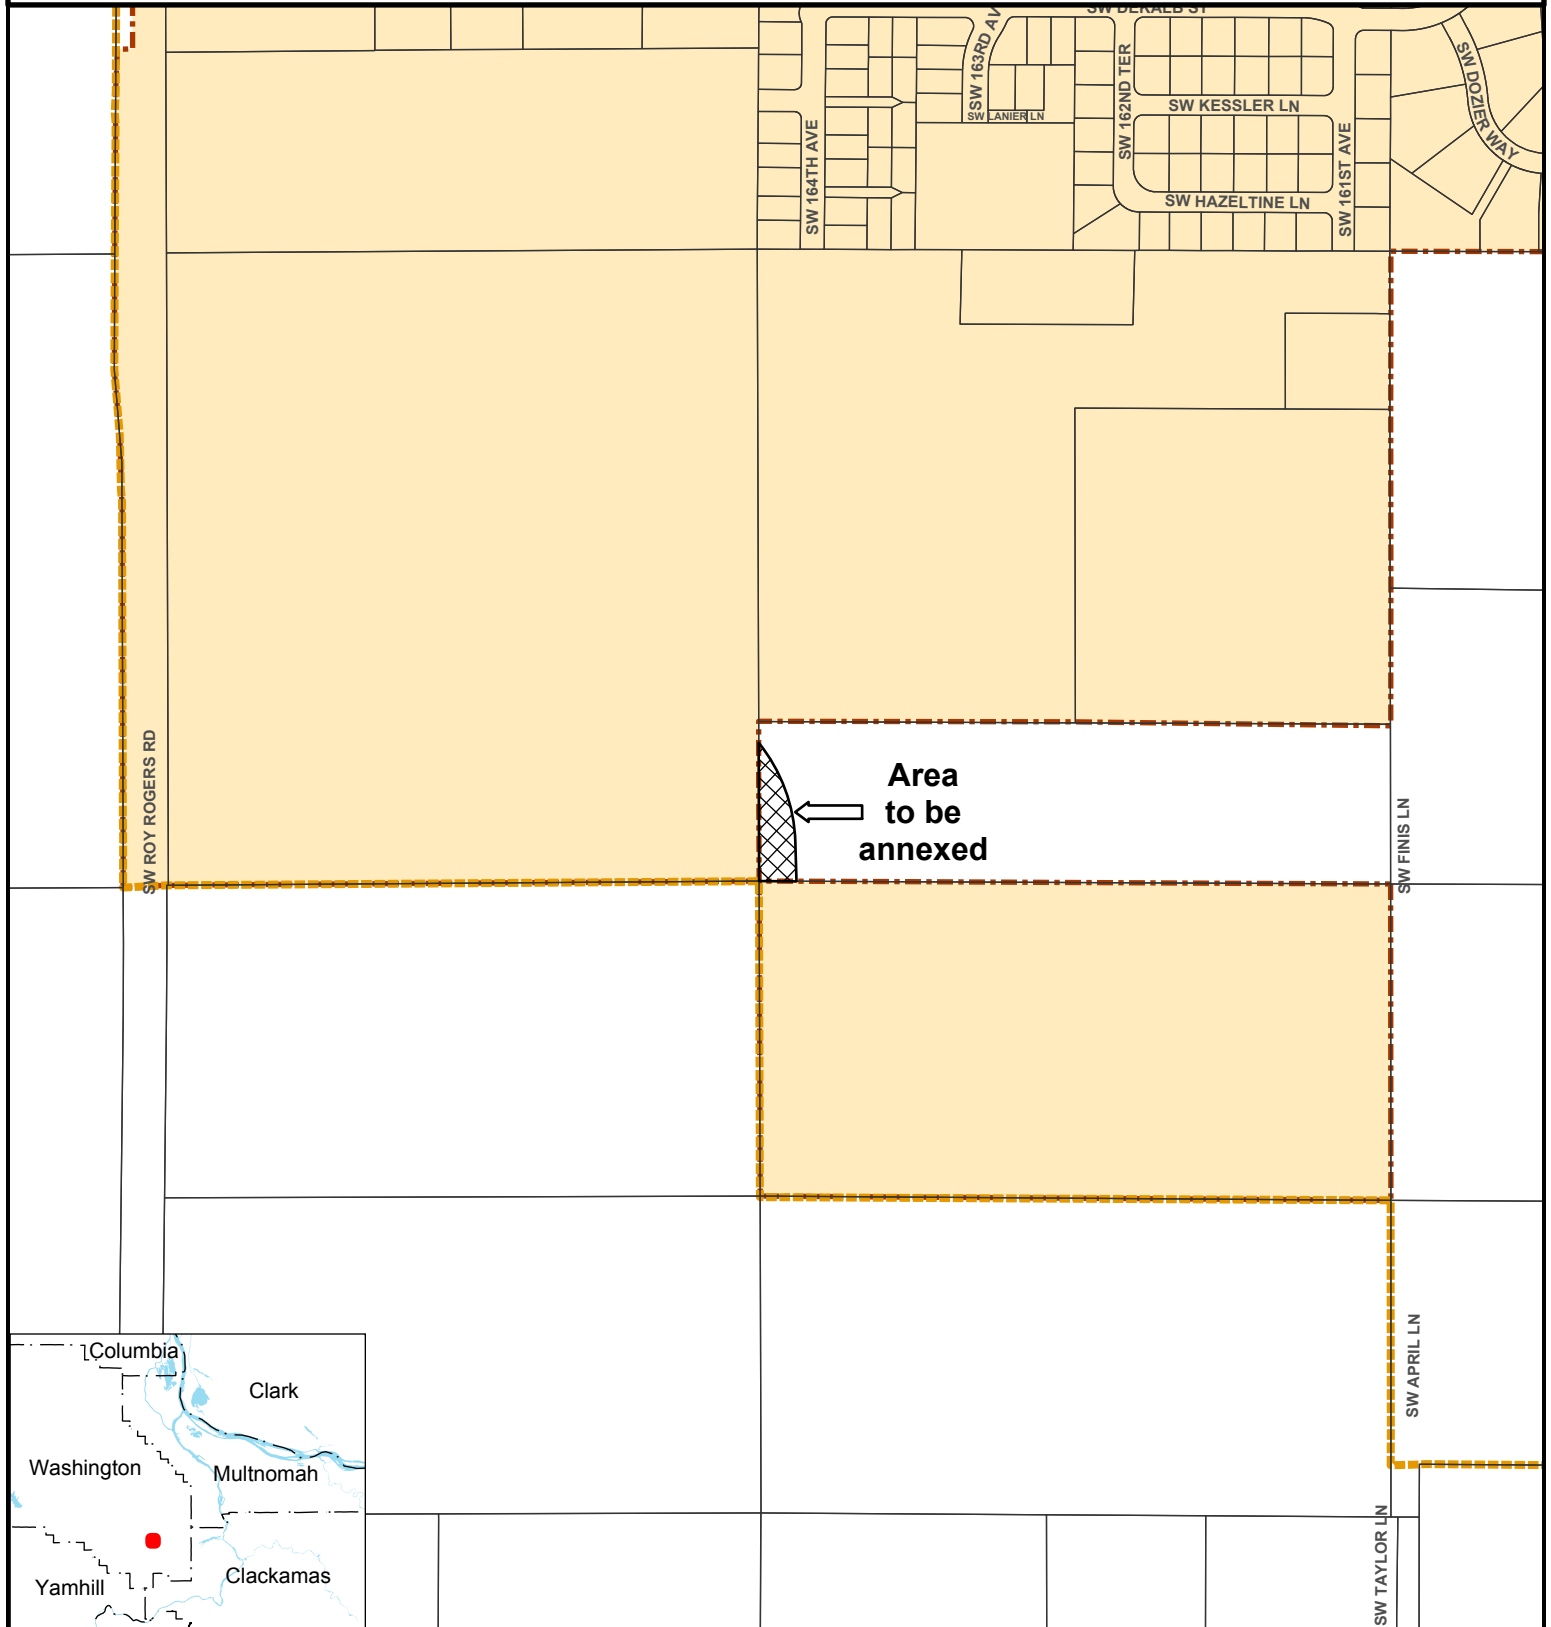 SW DEKALB ST
SW 163RD AV
SW 162ND TER
SW DOZIER WAY
SW KESSLER LN
SW LANIER LN
SW 164TH AVE
SW 161ST AVE
SW HAZELTINE LN
SW ROY ROGERS RD
Area
to be
annexed
SW FINIS LN
SW APRIL LN
SW TAYLOR LN
Columbia
Clark
Washington
Multnomah
Clackamas
Yamhill